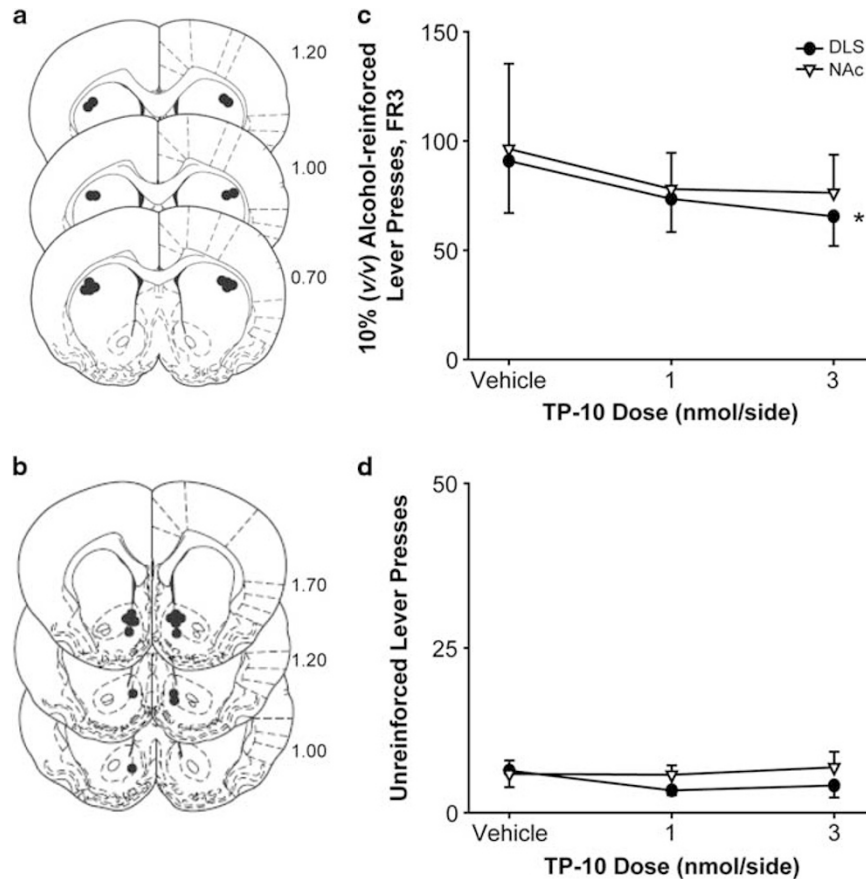 a
1.20
1.00
0.70
b
1.70
1.20
1.00
c
10% (v/v) Alcohol-reinforced
Lever Presses, FR3
150
100
50
0
DLS
NAc
*
Vehicle
1
3
TP-10 Dose (nmol/side)
d
Unreinforced Lever Presses
50
25
0
Vehicle
1
3
TP-10 Dose (nmol/side)